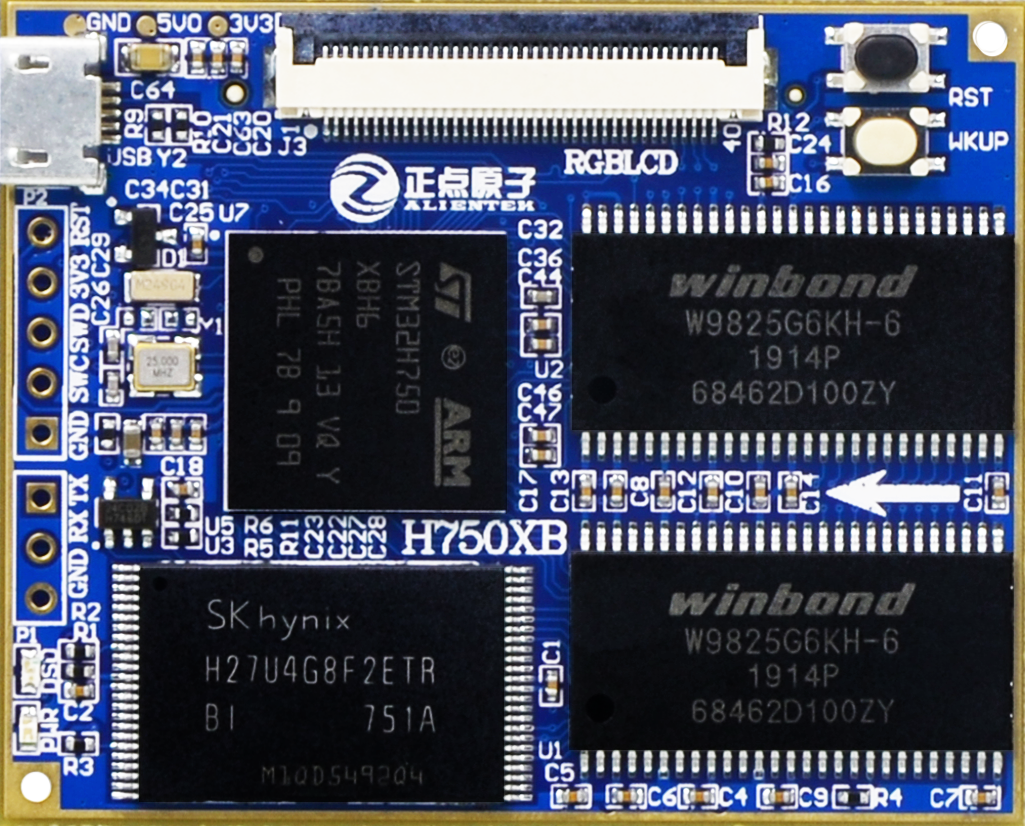 GND 5V0 3V3
C64
R9
R10
C21
C63
C20
J1
J3
USB Y2
40
R12
C24
C16
RST
WKUP
RGBLCD
正点原子
ALIENTEK
P2
RST
3V3
SWD
SWC
GND
C34 C31
C25 U7
D1
C29
C26
Y1
25.000
MHZ
STM32H750
XBH6
7BA5H 13 VQ Y
PHL 7B 9 09
ARM
C32
C36
C44
U2
C46
C47
winbond
W9825G6KH-6
1914P
68462D100ZY
C17
C13
C8
C12
C10
C14
C11
C18
TX
RX
GND
U5
U3
R6
R5
R11
C23
C22
C27
C28
H750XB
R2
R1
P1
DS0
C2
PWR
R3
SK hynix
H27U4G8F2ETR
BI 751A
C1
U1
winbond
W9825G6KH-6
1914P
68462D100ZY
C5
C6
C4
C9
R4
C7